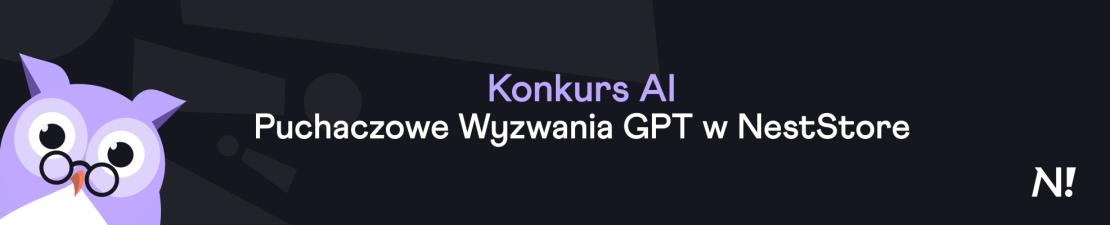 Konkurs AI
Puchaczowe Wyzwania GPT w NestStore
N!